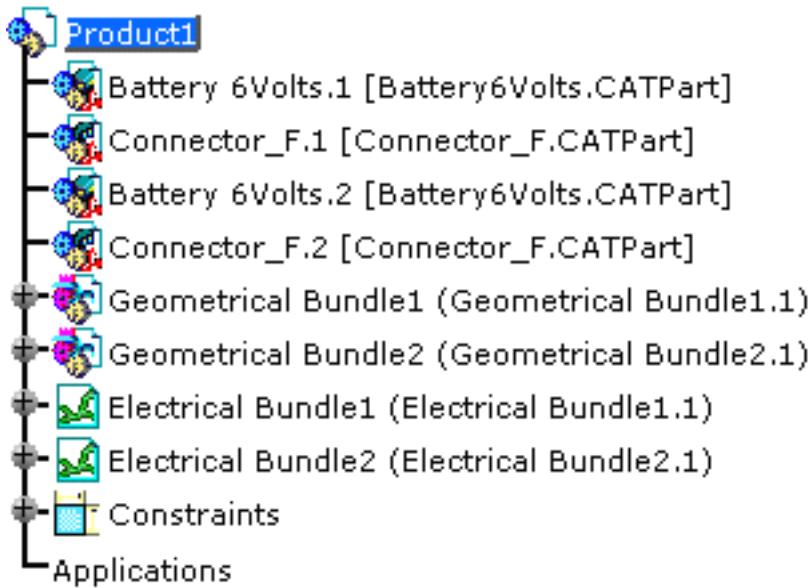 Product1
Battery 6Volts.1 [Battery6Volts.CATPart]
Connector_F.1 [Connector_F.CATPart]
Battery 6Volts.2 [Battery6Volts.CATPart]
Connector_F.2 [Connector_F.CATPart]
Geometrical Bundle1 (Geometrical Bundle1.1)
Geometrical Bundle2 (Geometrical Bundle2.1)
Electrical Bundle1 (Electrical Bundle1.1)
Electrical Bundle2 (Electrical Bundle2.1)
Constraints
Applications